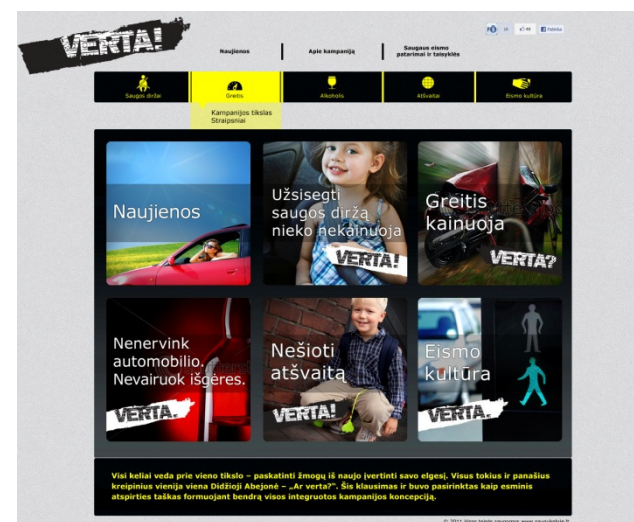 VERTA!
Naujienos
Apie kampaniją
Saugaus eismo
patarimai ir taisyklės
Saugos diržai
Greitis
Alkoholis
Atšvaitai
Eismo kultūra
Kampanijos tikslas
Straipsniai
Naujienos
Užsisegti
saugos diržą
nieko nekainuoja
VERTA!
Greitis
kainuoja
VERTA?
Nenervink
automobilio.
Nevairuok išgėręs.
VERTA.
Nešioti
atšvaitą
VERTA!
Eismo
kultūra
VERTA.
Visi keliai veda prie vieno tikslo – paskatinti žmogų iš naujo įvertinti savo elgesį. Visus tokius ir panašius
kreipinius vienija viena Didžioji Abejonė – „Ar verta?". Šis klausimas ir buvo pasirinktas kaip esminis
atspirties taškas formuojant bendrą visos integruotos kampanijos koncepciją.